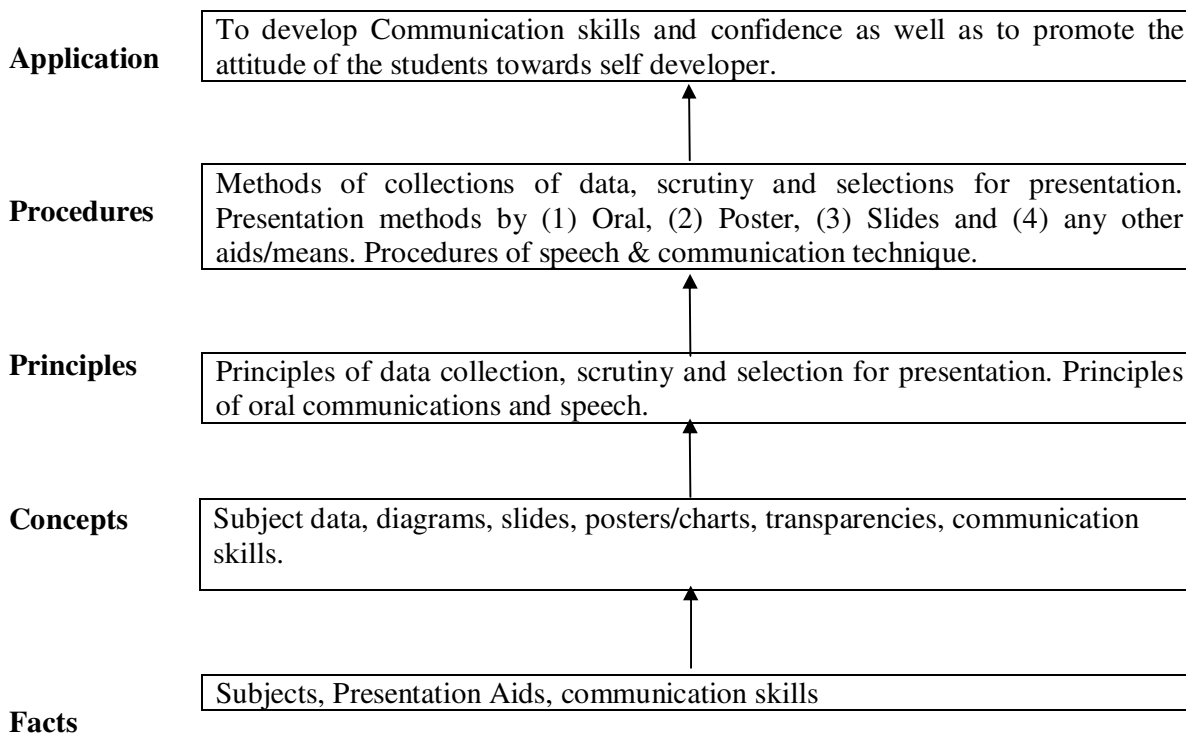 Application
To develop Communication skills and confidence as well as to promote the
attitude of the students towards self developer.
Procedures
Methods of collections of data, scrutiny and selections for presentation.
Presentation methods by (1) Oral, (2) Poster, (3) Slides and (4) any other
aids/means. Procedures of speech & communication technique.
Principles
Principles of data collection, scrutiny and selection for presentation. Principles
of oral communications and speech.
Concepts
Subject data, diagrams, slides, posters/charts, transparencies, communication
skills.
Subjects, Presentation Aids, communication skills
Facts